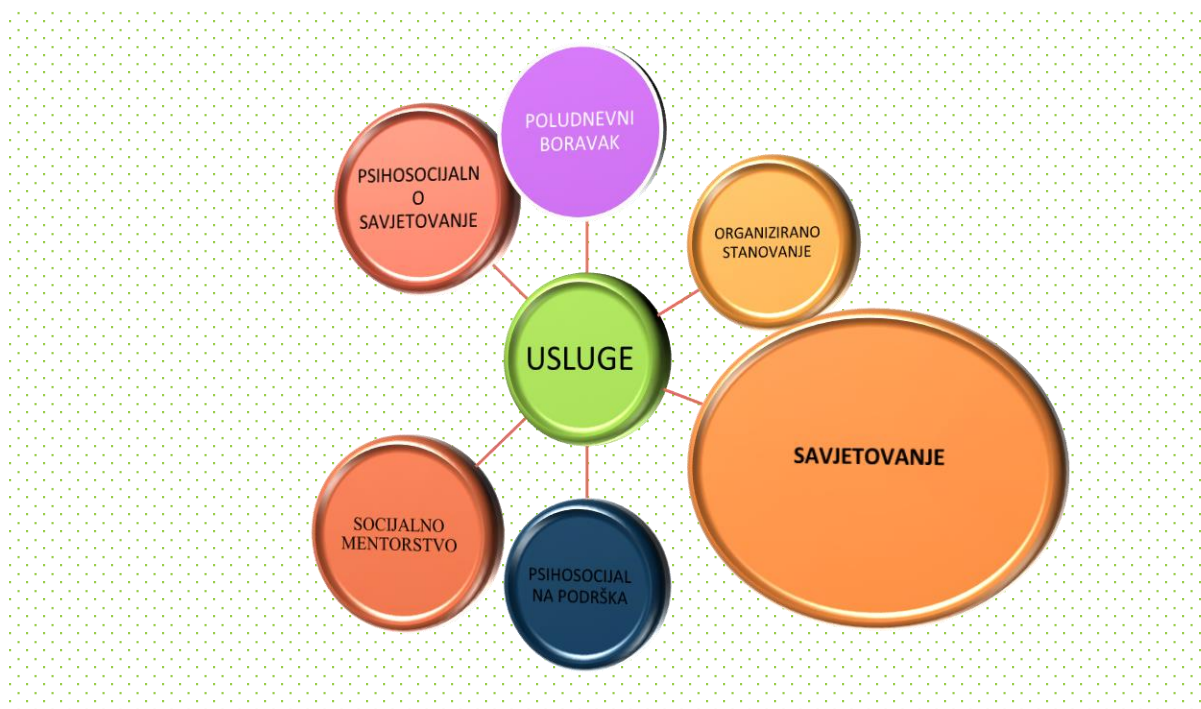 POLUDNEVNI
BORAVAK
PSIHOSOCIJALN
O
SAVJETOVANJE
ORGANIZIRANO
STANOVANJE
USLUGE
SAVJETOVANJE
SOCIJALNO
MENTORSTVO
PSIHOSOCIJAL
NA PODRŠKA